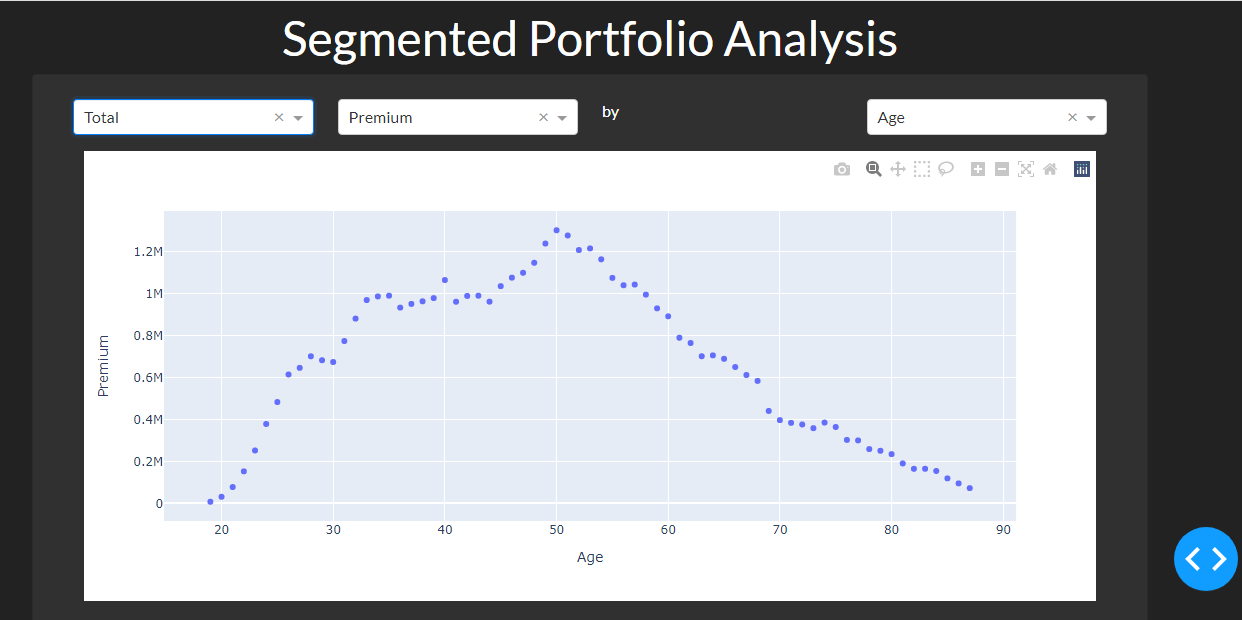 Segmented Portfolio Analysis
Total × Premium × by Age ×
1.2M
1M
0.8M
0.6M
0.4M
0.2M
0
Premium
20 30 40 50 60 70 80 90
Age